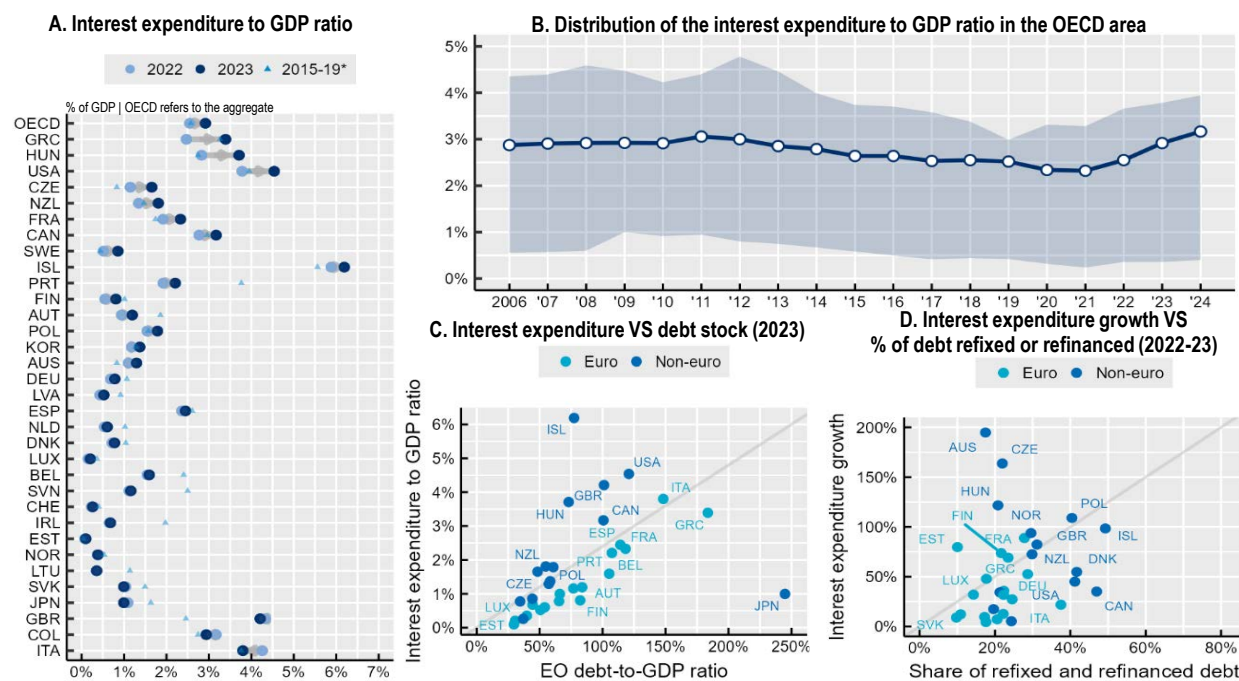 A. Interest expenditure to GDP ratio
2022 2023 2015-19*
% of GDP | OECD refers to the aggregate
OECD
GRC
HUN
USA
CZE
NZL
FRA
CAN
SWE
ISL
PRT
FIN
AUT
POL
KOR
AUS
DEU
LVA
ESP
NLD
DNK
LUX
BEL
SVN
CHE
IRL
EST
NOR
LTU
SVK
JPN
GBR
COL
ITA
0% 1% 2% 3% 4% 5% 6% 7%
B. Distribution of the interest expenditure to GDP ratio in the OECD area
5%
4%
3%
2%
1%
0%
2006 '07 '08 '09 '10 '11 '12 '13 '14 '15 '16 '17 '18 '19 '20 '21 '22 '23 '24
C. Interest expenditure VS debt stock (2023)
Euro Non-euro
Interest expenditure to GDP ratio
6%
5%
4%
3%
2%
1%
0%
ISL
USA
ITA
GBR
HUN
CAN
GRC
ESP
FRA
NZL
PRT
BEL
POL
CZE
AUT
LUX
FIN
JPN
EST
0% 50% 100% 150% 200% 250%
EO debt-to-GDP ratio
D. Interest expenditure growth VS
% of debt refixed or refinanced (2022-23)
Euro Non-euro
Interest expenditure growth
200%
150%
100%
50%
0%
AUS
CZE
HUN
POL
FIN
NOR
EST
FRA
GBR
ISL
GRC
NZL
DNK
LUX
DEU
USA
CAN
SVK
ITA
0% 20% 40% 60% 80%
Share of refixed and refinanced debt